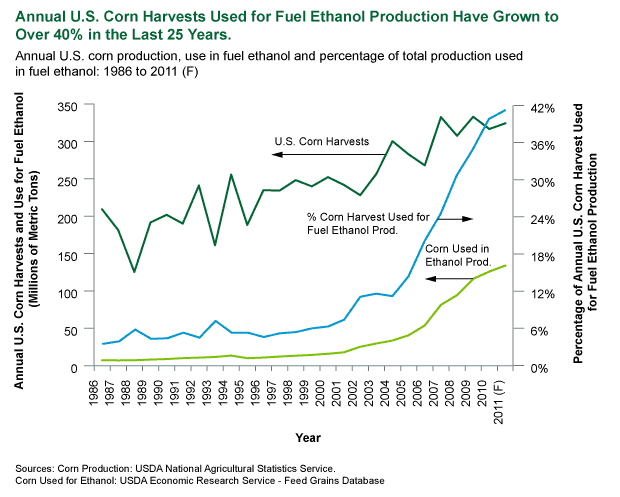 Annual U.S. Corn Harvests Used for Fuel Ethanol Production Have Grown to
Over 40% in the Last 25 Years.
Annual U.S. corn production, use in fuel ethanol and percentage of total production used
in fuel ethanol: 1986 to 2011 (F)
Annual U.S. Corn Harvests and Use for Fuel Ethanol
(Millions of Metric Tons)
350
300
250
200
150
100
50
0
U.S. Corn Harvests
% Corn Harvest Used for
Fuel Ethanol Prod.
Corn Used in
Ethanol Prod.
42%
36%
30%
24%
18%
12%
6%
0%
Percentage of Annual U.S. Corn Harvest Used
for Fuel Ethanol Production
1986
1987
1988
1989
1990
1991
1992
1993
1994
1995
1996
1997
1998
1999
2000
2001
2002
2003
2004
2005
2006
2007
2008
2009
2010
2011 (F)
Year
Sources: Corn Production: USDA National Agricultural Statistics Service.
Corn Used for Ethanol: USDA Economic Research Service - Feed Grains Database